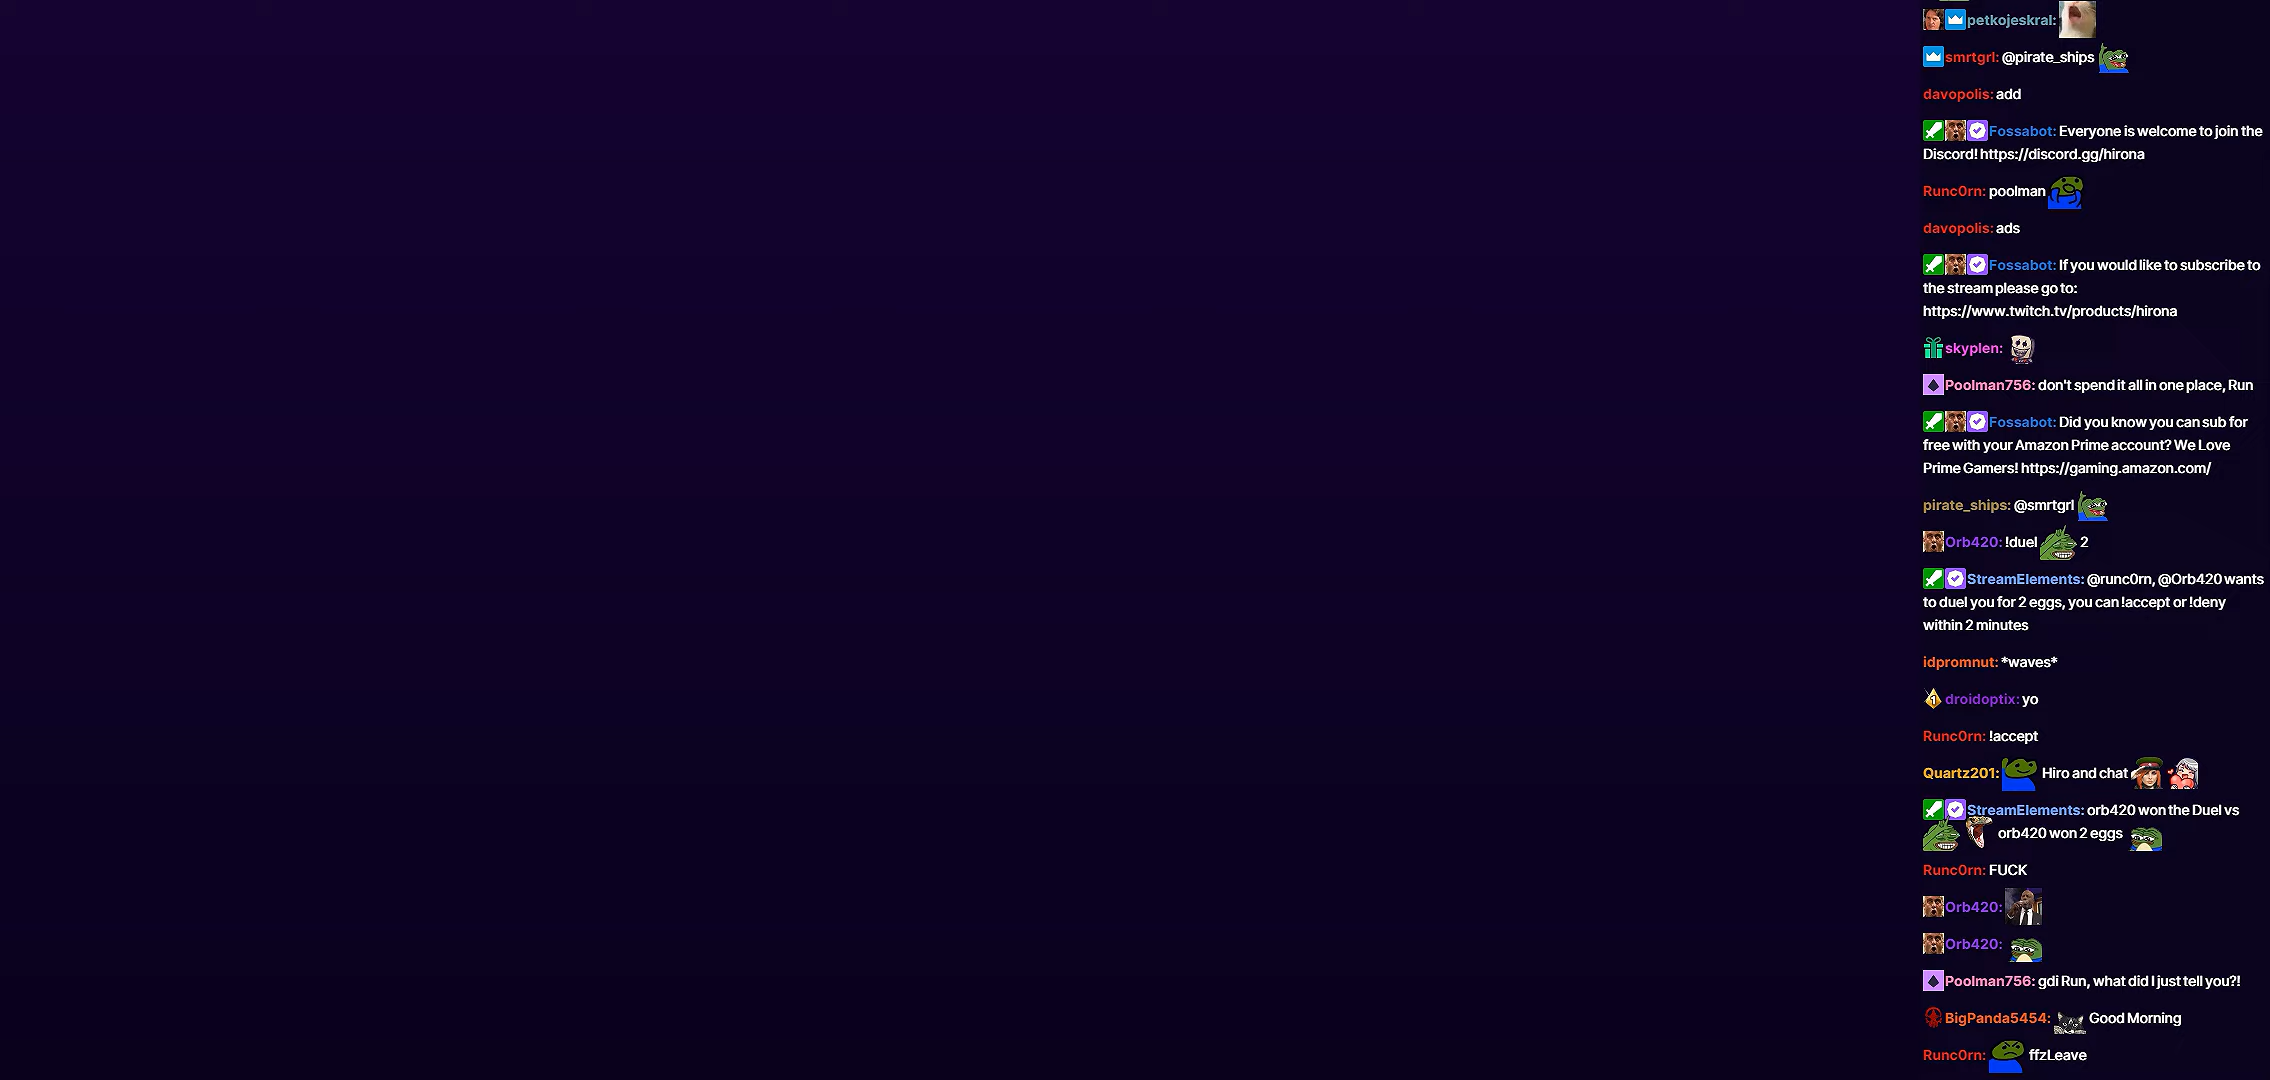 petkojeskral:
smrtgrl: @pirate_ships
davopolis: add
Fossabot: Everyone is welcome to join the
Discord! https://discord.gg/hirona
Runc0rn: poolman
davopolis: ads
Fossabot: If you would like to subscribe to
the stream please go to:
https://www.twitch.tv/products/hirona
skyplen:
Poolman756: don't spend it all in one place, Run
Fossabot: Did you know you can sub for
free with your Amazon Prime account? We Love
Prime Gamers! https://gaming.amazon.com/
pirate_ships: @smrtgrl
Orb420: !duel 2
StreamElements: @runc0rn, @Orb420 wants
to duel you for 2 eggs, you can !accept or !deny
within 2 minutes
idpromnut: *waves*
droidoptix: yo
Runc0rn: !accept
Quartz201: Hiro and chat
StreamElements: orb420 won the Duel vs
orb420 won 2 eggs
Runc0rn: FUCK
Orb420:
Orb420:
Poolman756: gdi Run, what did I just tell you?!
BigPanda5454: Good Morning
Runc0rn: ffzLeave